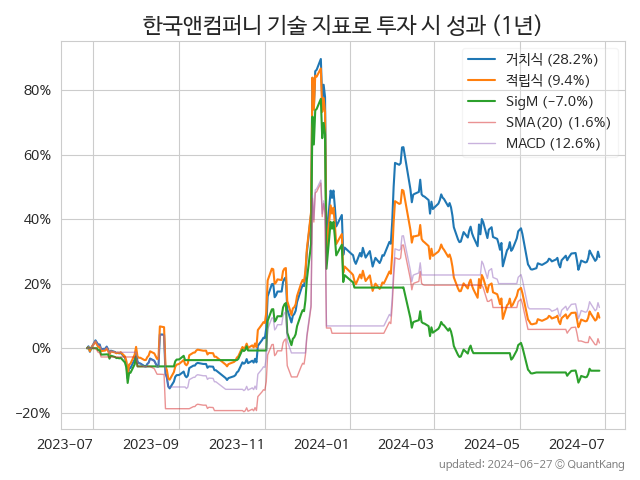 한국앤컴퍼니 기술 지표로 투자 시 성과 (1년)
거치식 (28.2%)
적립식 (9.4%)
SigM (−7.0%)
SMA(20) (1.6%)
MACD (12.6%)
80%
60%
40%
20%
0%
−20%
2023-07
2023-09
2023-11
2024-01
2024-03
2024-05
2024-07
updated: 2024-06-27 © QuantKang